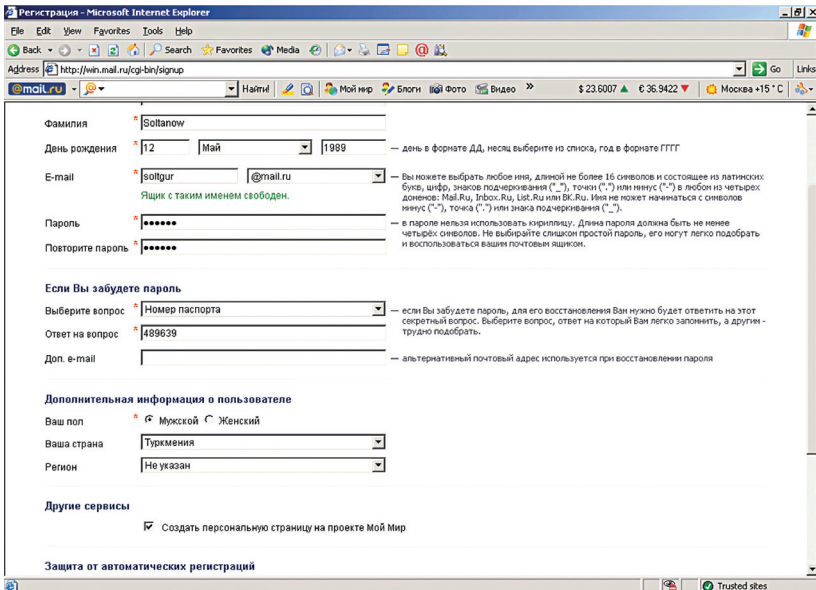 Регистрация - Microsoft Internet Explorer
File Edit View Favorites Tools Help
Back Search Favorites Media
Address http://win.mail.ru/cgi-bin/signup Go Links
@mail.ru Найти! Мой мир Блоги Фото Видео » $ 23.6007 ▲ € 36.9422 ▼ Москва +15 °C
Фамилия * Soltanow
День рождения * 12 Май 1989 — день в формате ДД, месяц выберите из списка, год в формате ГГГГ
E-mail * soltgur @mail.ru — Вы можете выбрать любое имя, длиной не более 16 символов и состоящее из латинских
букв, цифр, знаков подчеркивания ("_"), точки (".") или минус ("-") в любом из четырех
Ящик с таким именем свободен. доменов: Mail.Ru, Inbox.Ru, List.Ru или BK.Ru. Имя не может начинаться с символов
минус ("-"), точка (".") или знака подчеркивания ("_").
Пароль * •••••• — в пароле нельзя использовать кириллицу. Длина пароля должна быть не менее
четырёх символов. Не выбирайте слишком простой пароль, его могут легко подобрать
Повторите пароль * •••••• и воспользоваться вашим почтовым ящиком.
Если Вы забудете пароль
Выберите вопрос * Номер паспорта — если Вы забудете пароль, для его восстановления Вам нужно будет ответить на этот
секретный вопрос. Выберите вопрос, ответ на который Вам легко запомнить, а другим -
Ответ на вопрос * 489639 трудно подобрать.
Доп. e-mail — альтернативный почтовый адрес используется при восстановлении пароля
Дополнительная информация о пользователе
Ваш пол * Мужской Женский
Ваша страна Туркмения
Регион Не указан
Другие сервисы
Создать персональную страницу на проекте Мой Мир
Защита от автоматических регистраций
Trusted sites